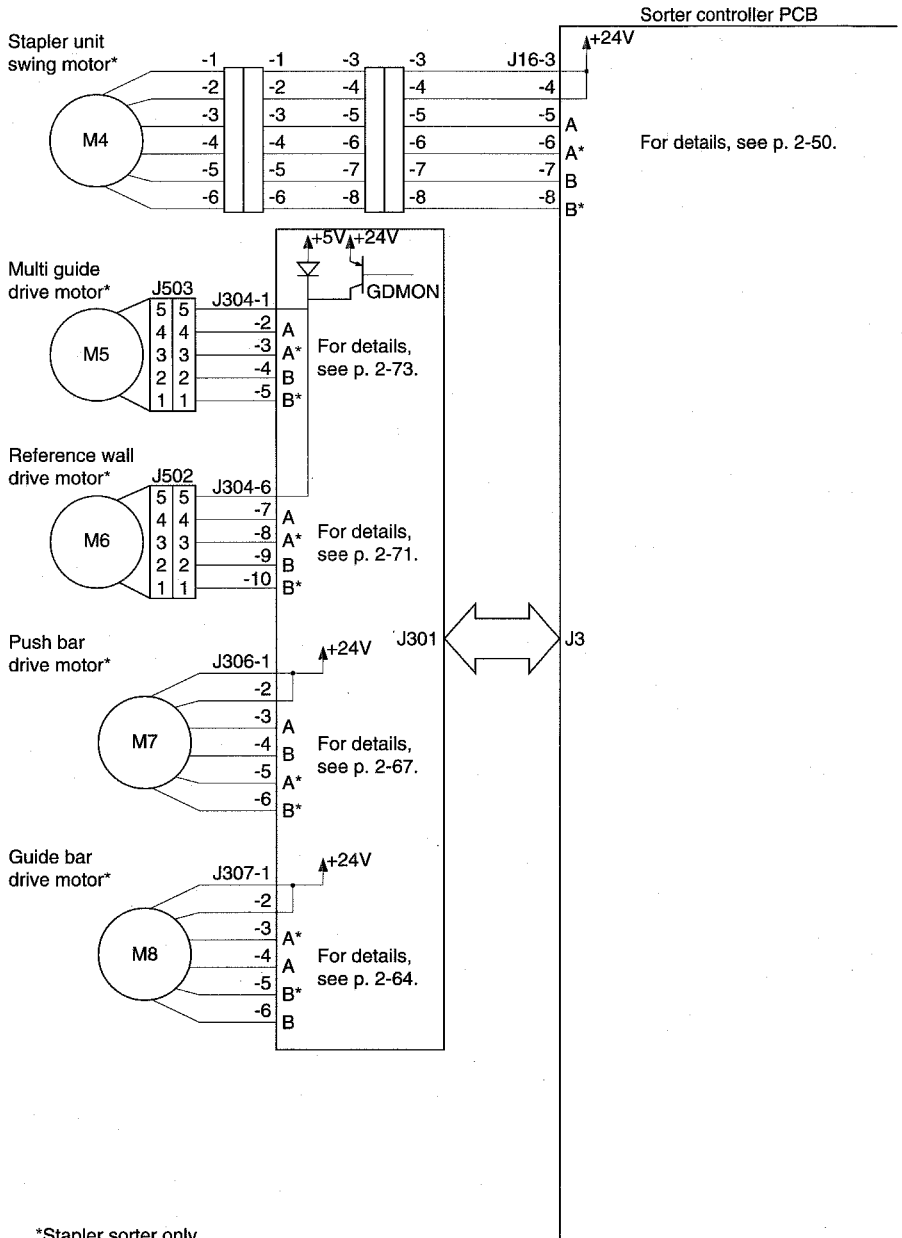 Sorter controller PCB
Stapler unit
swing motor*
+24V
-1 -1 -3 -3 J16-3
-2 -2 -4 -4 -4
-3 -3 -5 -5 -5 A
M4
-4 -4 -6 -6 -6 A*
For details, see p. 2-50.
-5 -5 -7 -7 -7 B
-6 -6 -8 -8 -8 B*
+5V +24V
GDMON
Multi guide
drive motor*
J503
5 5 J304-1
4 4 -2 A
M5
3 3 -3 A*
2 2 -4 B
1 1 -5 B*
For details,
see p. 2-73.
Reference wall
drive motor*
J502
5 5 J304-6
4 4 -7 A
M6
3 3 -8 A*
2 2 -9 B
1 1 -10 B*
For details,
see p. 2-71.
J301 J3
Push bar
drive motor*
J306-1 +24V
-2
-3 A
M7
-4 B
-5 A*
-6 B*
For details,
see p. 2-67.
Guide bar
drive motor*
J307-1 +24V
-2
-3 A*
M8
-4 A
-5 B*
-6 B
For details,
see p. 2-64.
*Stapler sorter only